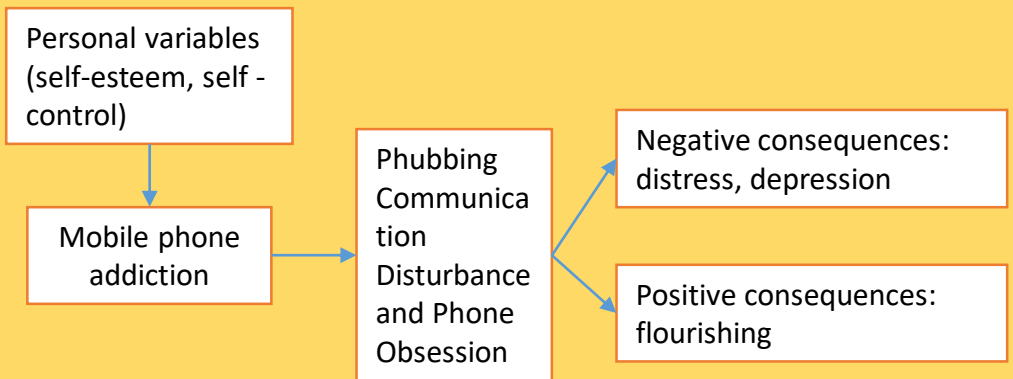 Personal variables
(self-esteem, self -
control)
Mobile phone
addiction
Phubbing
Communica
tion
Disturbance
and Phone
Obsession
Negative consequences:
distress, depression
Positive consequences:
flourishing